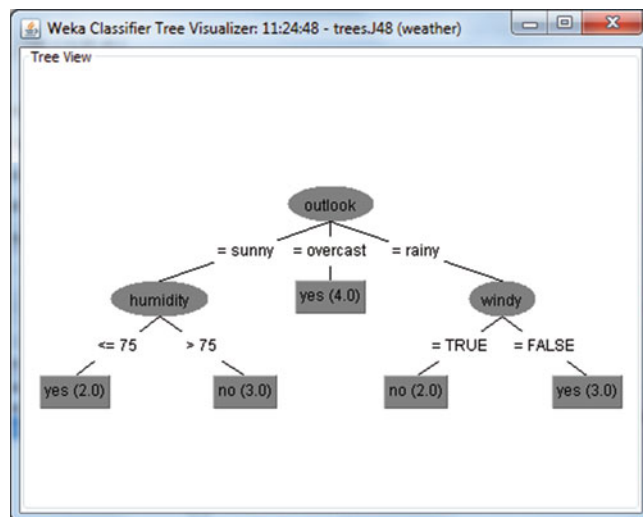 Weka Classifier Tree Visualizer: 11:24:48 - trees.J48 (weather)
Tree View
outlook
= sunny = overcast = rainy
humidity yes (4.0) windy
<= 75 > 75 = TRUE = FALSE
yes (2.0) no (3.0) no (2.0) yes (3.0)